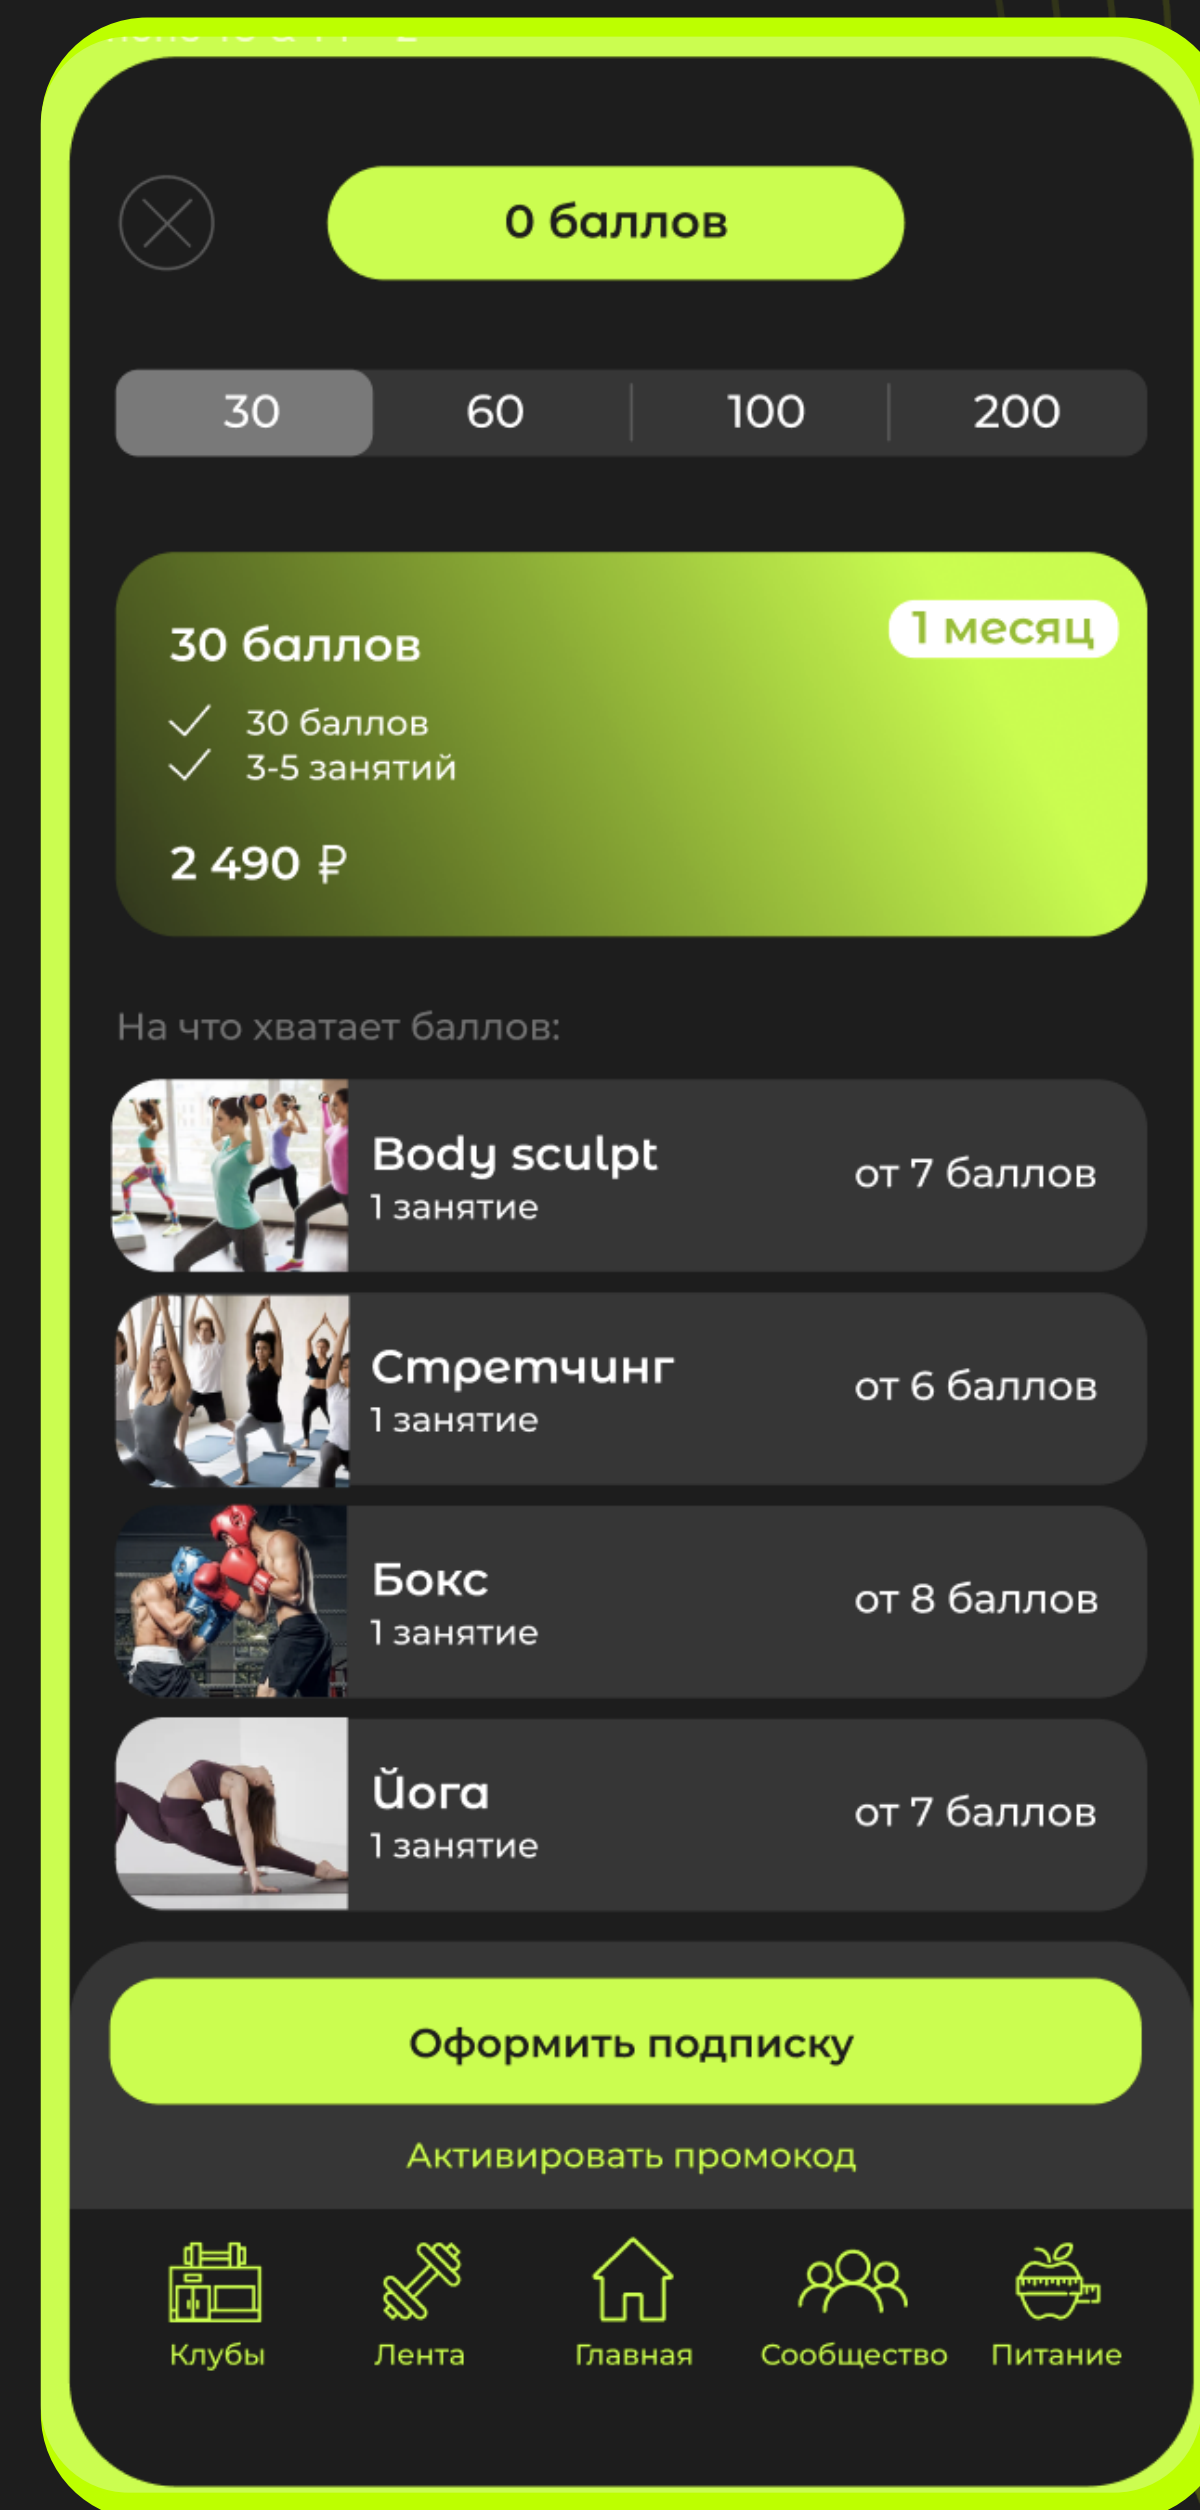 0 баллов
30 60 100 200
1 месяц
30 баллов
30 баллов
3-5 занятий
2 490 ₽
На что хватает баллов:
Body sculpt
1 занятие
от 7 баллов
Стретчинг
1 занятие
от 6 баллов
Бокс
1 занятие
от 8 баллов
Йога
1 занятие
от 7 баллов
Оформить подписку
Активировать промокод
Клубы Лента Главная Сообщество Питание